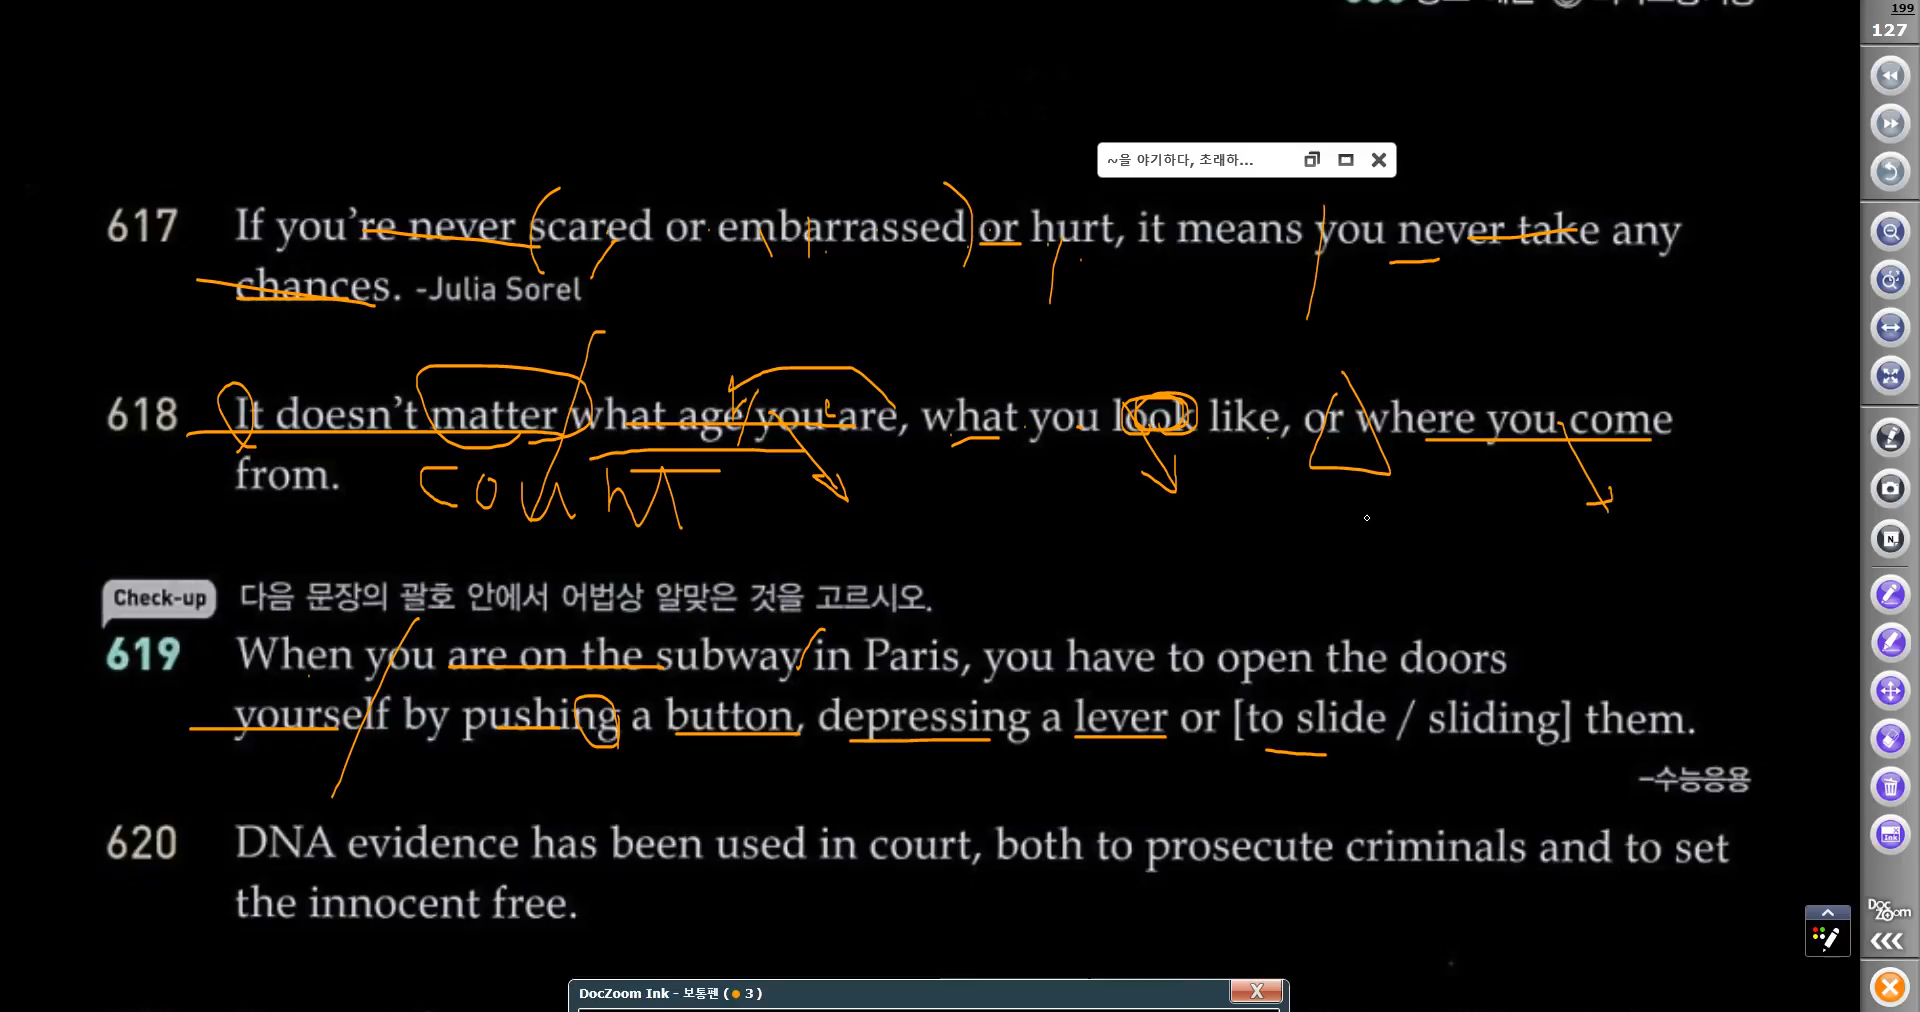 199
127
~을 야기하다, 초래하...
617 If you're never scared or embarrassed or hurt, it means you never take any
chances. -Julia Sorel
618 It doesn't matter what age you are, what you look like, or where you come
from.
count
Check-up 다음 문장의 괄호 안에서 어법상 알맞은 것을 고르시오.
619 When you are on the subway in Paris, you have to open the doors
yourself by pushing a button, depressing a lever or [to slide / sliding] them.
-수능응용
620 DNA evidence has been used in court, both to prosecute criminals and to set
the innocent free.
Doc Zoom
DocZoom Ink - 보통펜 ( 3 )